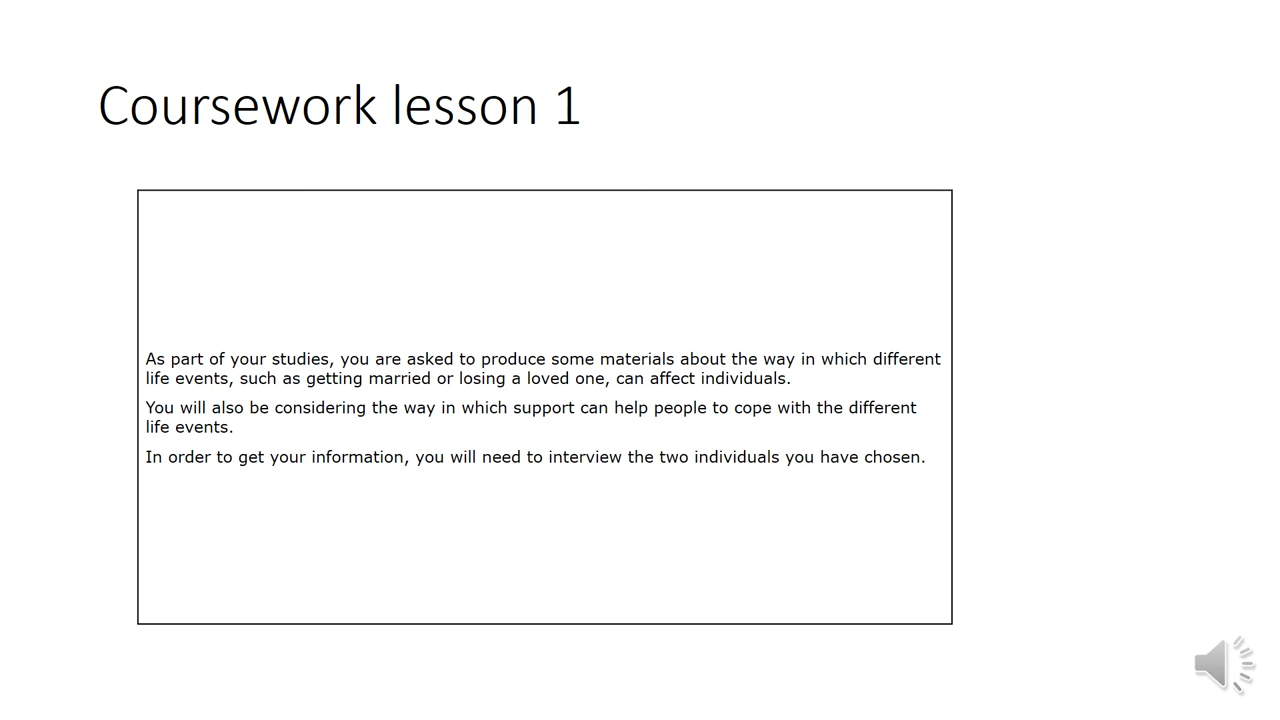 Coursework lesson 1
As part of your studies, you are asked to produce some materials about the way in which different
life events, such as getting married or losing a loved one, can affect individuals.
You will also be considering the way in which support can help people to cope with the different
life events.
In order to get your information, you will need to interview the two individuals you have chosen.